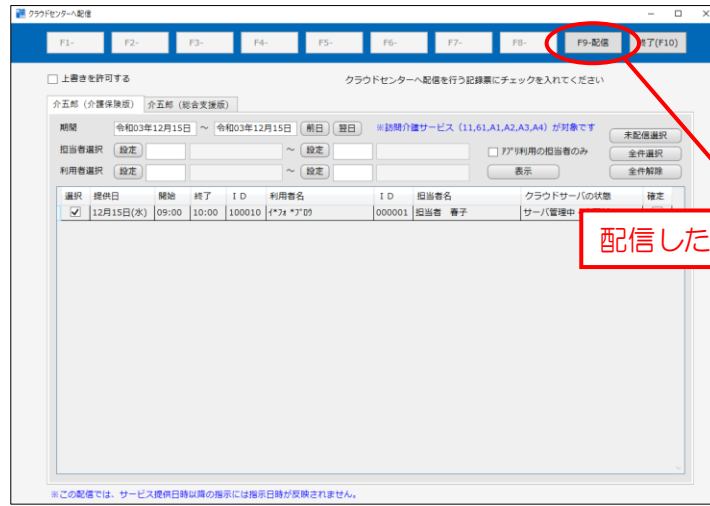 クラウドセンターへ配信
F1-
F2-
F3-
F4-
F5-
F6-
F7-
F8-
F9-配信
終了(F10)
上書きを許可する
クラウドセンターへ配信を行う記録票にチェックを入れてください
介五郎（介護保険版）
介五郎（総合支援版）
期間 令和03年12月15日 ～ 令和03年12月15日 前日 翌日 ※訪問介護サービス（11,61,A1,A2,A3,A4）が対象です
未配信選択
担当者選択 設定 ～ 設定 ｱﾌﾟﾘ利用の担当者のみ 全件選択
利用者選択 設定 ～ 設定 表示 全件解除
選択 提供日 開始 終了 ＩＤ 利用者名 ＩＤ 担当者名 クラウドサーバの状態 確定
12月15日(水) 09:00 10:00 100010 ｲ*ﾌｫ *ﾌﾞﾛｳ 000001 担当者　春子 サーバ管理中
配信した
※この配信では、サービス提供日時以降の指示には指示日時が反映されません。